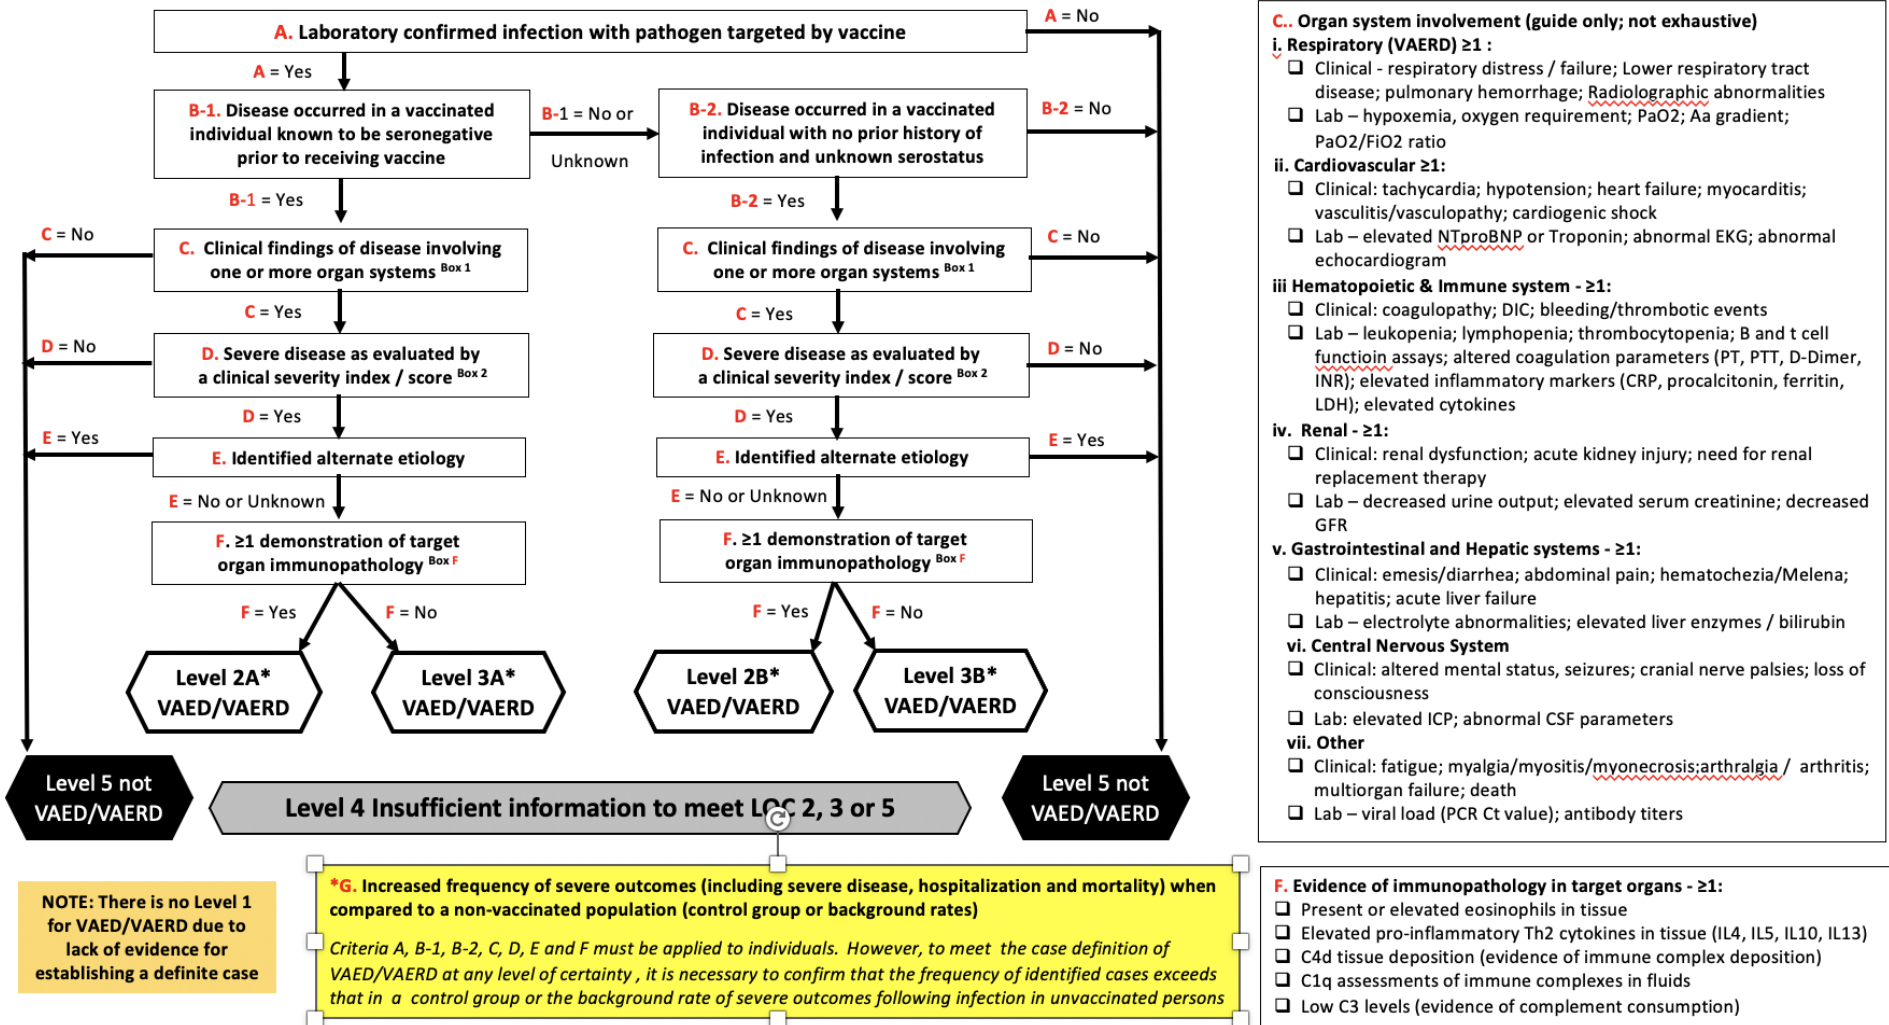 A. Laboratory confirmed infection with pathogen targeted by vaccine
A = No
A = Yes
B-1. Disease occurred in a vaccinated
individual known to be seronegative
prior to receiving vaccine
B-1 = No or
Unknown
B-2. Disease occurred in a vaccinated
individual with no prior history of
infection and unknown serostatus
B-2 = No
B-1 = Yes
B-2 = Yes
C = No
C. Clinical findings of disease involving
one or more organ systems Box 1
C. Clinical findings of disease involving
one or more organ systems Box 1
C = No
C = Yes
C = Yes
D = No
D. Severe disease as evaluated by
a clinical severity index / score Box 2
D. Severe disease as evaluated by
a clinical severity index / score Box 2
D = No
D = Yes
D = Yes
E = Yes
E. Identified alternate etiology
E. Identified alternate etiology
E = Yes
E = No or Unknown
E = No or Unknown
F. ≥1 demonstration of target
organ immunopathology Box F
F. ≥1 demonstration of target
organ immunopathology Box F
F = Yes
F = No
F = Yes
F = No
Level 2A*
VAED/VAERD
Level 3A*
VAED/VAERD
Level 2B*
VAED/VAERD
Level 3B*
VAED/VAERD
Level 5 not
VAED/VAERD
Level 4 Insufficient information to meet LOC 2, 3 or 5
Level 5 not
VAED/VAERD
NOTE: There is no Level 1
for VAED/VAERD due to
lack of evidence for
establishing a definite case
*G. Increased frequency of severe outcomes (including severe disease, hospitalization and mortality) when
compared to a non-vaccinated population (control group or background rates)
Criteria A, B-1, B-2, C, D, E and F must be applied to individuals. However, to meet the case definition of
VAED/VAERD at any level of certainty , it is necessary to confirm that the frequency of identified cases exceeds
that in a control group or the background rate of severe outcomes following infection in unvaccinated persons
C.. Organ system involvement (guide only; not exhaustive)
i. Respiratory (VAERD) ≥1 :
❑ Clinical - respiratory distress / failure; Lower respiratory tract
disease; pulmonary hemorrhage; Radiolographic abnormalities
❑ Lab – hypoxemia, oxygen requirement; PaO2; Aa gradient;
PaO2/FiO2 ratio
ii. Cardiovascular ≥1:
❑ Clinical: tachycardia; hypotension; heart failure; myocarditis;
vasculitis/vasculopathy; cardiogenic shock
❑ Lab – elevated NTproBNP or Troponin; abnormal EKG; abnormal
echocardiogram
iii Hematopoietic & Immune system - ≥1:
❑ Clinical: coagulopathy; DIC; bleeding/thrombotic events
❑ Lab – leukopenia; lymphopenia; thrombocytopenia; B and t cell
functioin assays; altered coagulation parameters (PT, PTT, D-Dimer,
INR); elevated inflammatory markers (CRP, procalcitonin, ferritin,
LDH); elevated cytokines
iv. Renal - ≥1:
❑ Clinical: renal dysfunction; acute kidney injury; need for renal
replacement therapy
❑ Lab – decreased urine output; elevated serum creatinine; decreased
GFR
v. Gastrointestinal and Hepatic systems - ≥1:
❑ Clinical: emesis/diarrhea; abdominal pain; hematochezia/Melena;
hepatitis; acute liver failure
❑ Lab – electrolyte abnormalities; elevated liver enzymes / bilirubin
vi. Central Nervous System
❑ Clinical: altered mental status, seizures; cranial nerve palsies; loss of
consciousness
❑ Lab: elevated ICP; abnormal CSF parameters
vii. Other
❑ Clinical: fatigue; myalgia/myositis/myonecrosis;arthralgia / arthritis;
multiorgan failure; death
❑ Lab – viral load (PCR Ct value); antibody titers
F. Evidence of immunopathology in target organs - ≥1:
❑ Present or elevated eosinophils in tissue
❑ Elevated pro-inflammatory Th2 cytokines in tissue (IL4, IL5, IL10, IL13)
❑ C4d tissue deposition (evidence of immune complex deposition)
❑ C1q assessments of immune complexes in fluids
❑ Low C3 levels (evidence of complement consumption)